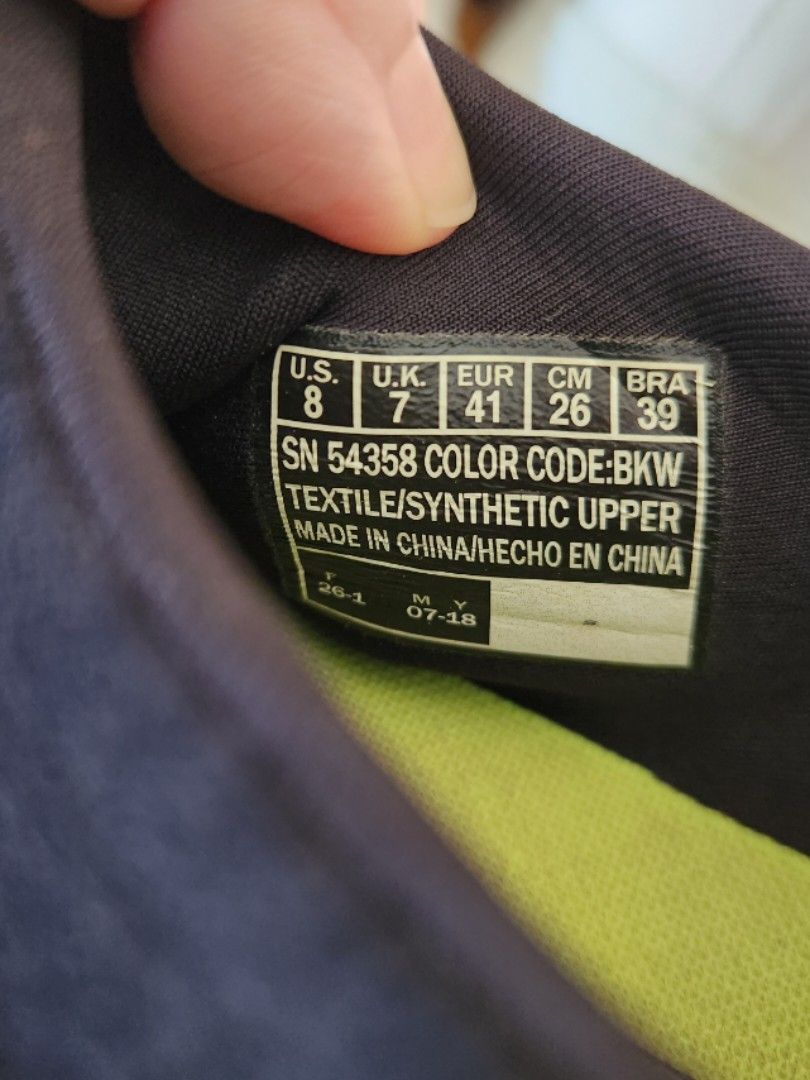 U.S. U.K. EUR CM BRA
8 7 41 26 39
SN 54358 COLOR CODE:BKW
TEXTILE/SYNTHETIC UPPER
MADE IN CHINA/HECHO EN CHINA
F M Y
26-1 07-18